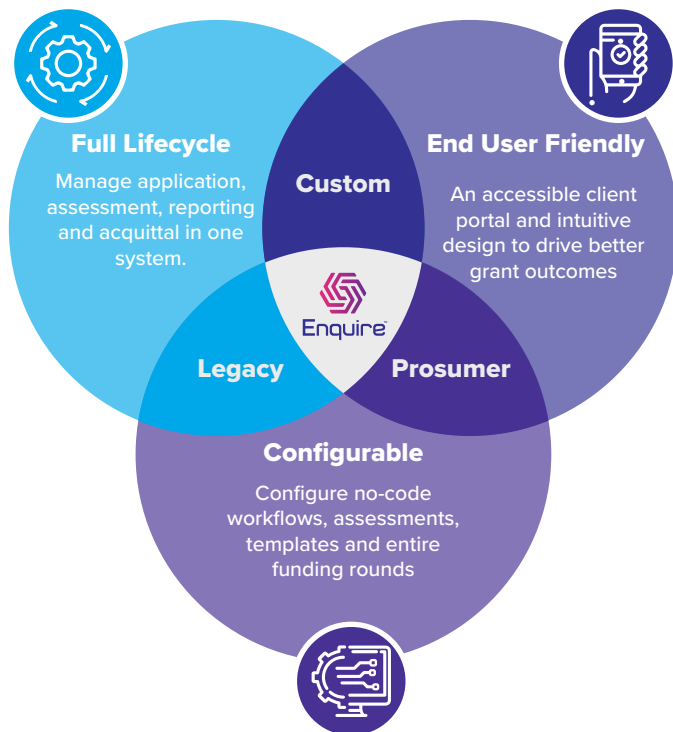 Full Lifecycle
Manage application,
assessment, reporting
and acquittal in one
system.
End User Friendly
An accessible client
portal and intuitive
design to drive better
grant outcomes
Custom
Enquire™
Legacy
Prosumer
Configurable
Configure no-code
workflows, assessments,
templates and entire
funding rounds